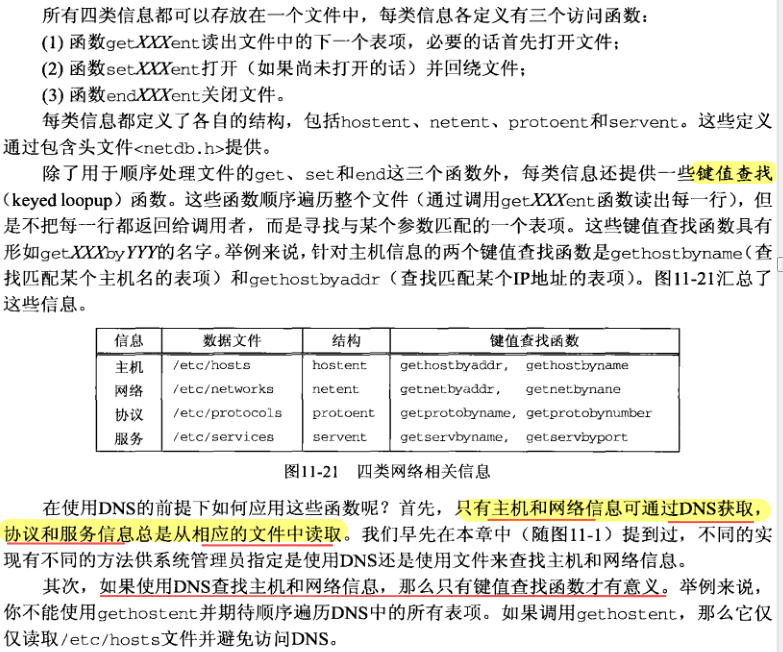 所有四类信息都可以存放在一个文件中，每类信息各定义有三个访问函数：
(1) 函数getXXXent读出文件中的下一个表项，必要的话首先打开文件；
(2) 函数setXXXent打开（如果尚未打开的话）并回绕文件；
(3) 函数endXXXent关闭文件。
每类信息都定义了各自的结构，包括hostent、netent、protoent和servent。这些定义
通过包含头文件<netdb.h>提供。
除了用于顺序处理文件的get、set和end这三个函数外，每类信息还提供一些键值查找
（keyed loopup）函数。这些函数顺序遍历整个文件（通过调用getXXXent函数读出每一行），但
是不把每一行都返回给调用者，而是寻找与某个参数匹配的一个表项。这些键值查找函数具有
形如getXXXbyYYY的名字。举例来说，针对主机信息的两个键值查找函数是gethostbyname（查
找匹配某个主机名的表项）和gethostbyaddr（查找匹配某个IP地址的表项）。图11-21汇总了
这些信息。
信息 数据文件 结构 键值查找函数
主机 /etc/hosts hostent gethostbyaddr, gethostbyname
网络 /etc/networks netent getnetbyaddr, getnetbynane
协议 /etc/protocols protoent getprotobyname, getprotobynumber
服务 /etc/services servent getservbyname, getservbyport
图11-21 四类网络相关信息
在使用DNS的前提下如何应用这些函数呢？首先，只有主机和网络信息可通过DNS获取，
协议和服务信息总是从相应的文件中读取。我们早先在本章中（随图11-1）提到过，不同的实
现有不同的方法供系统管理员指定是使用DNS还是使用文件来查找主机和网络信息。
其次，如果使用DNS查找主机和网络信息，那么只有键值查找函数才有意义。举例来说，
你不能使用gethostent并期待顺序遍历DNS中的所有表项。如果调用gethostent，那么它仅
仅读取/etc/hosts文件并避免访问DNS。